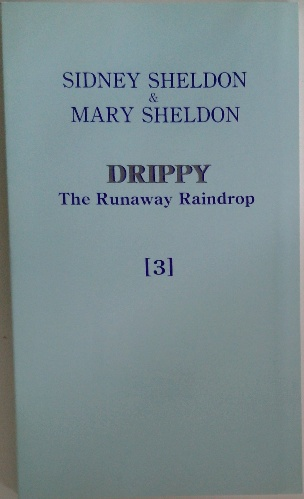 SIDNEY SHELDON
&
MARY SHELDON
DRIPPY
The Runaway Raindrop
[3]